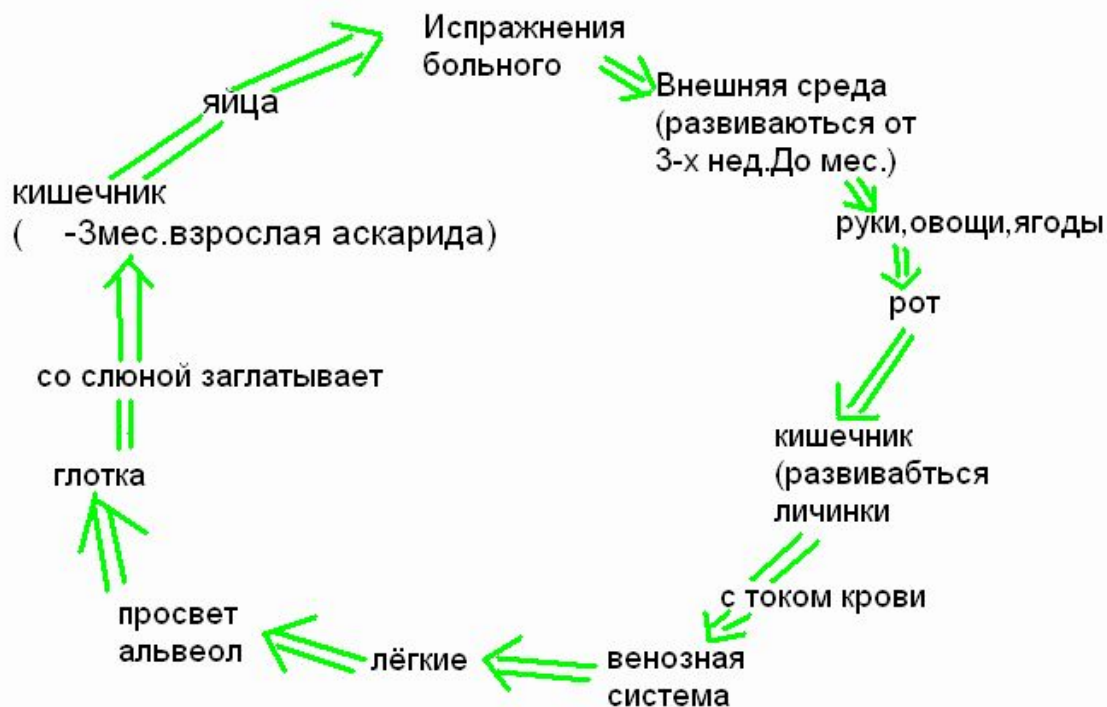 Испражнения
больного
Внешняя среда
(развиваються от
3-х нед.До мес.)
руки,овощи,ягоды
рот
кишечник
(развивабться
личинки
с током крови
венозная
система
лёгкие
просвет
альвеол
глотка
со слюной заглатывает
кишечник
( -3мес.взрослая аскарида)
яйца